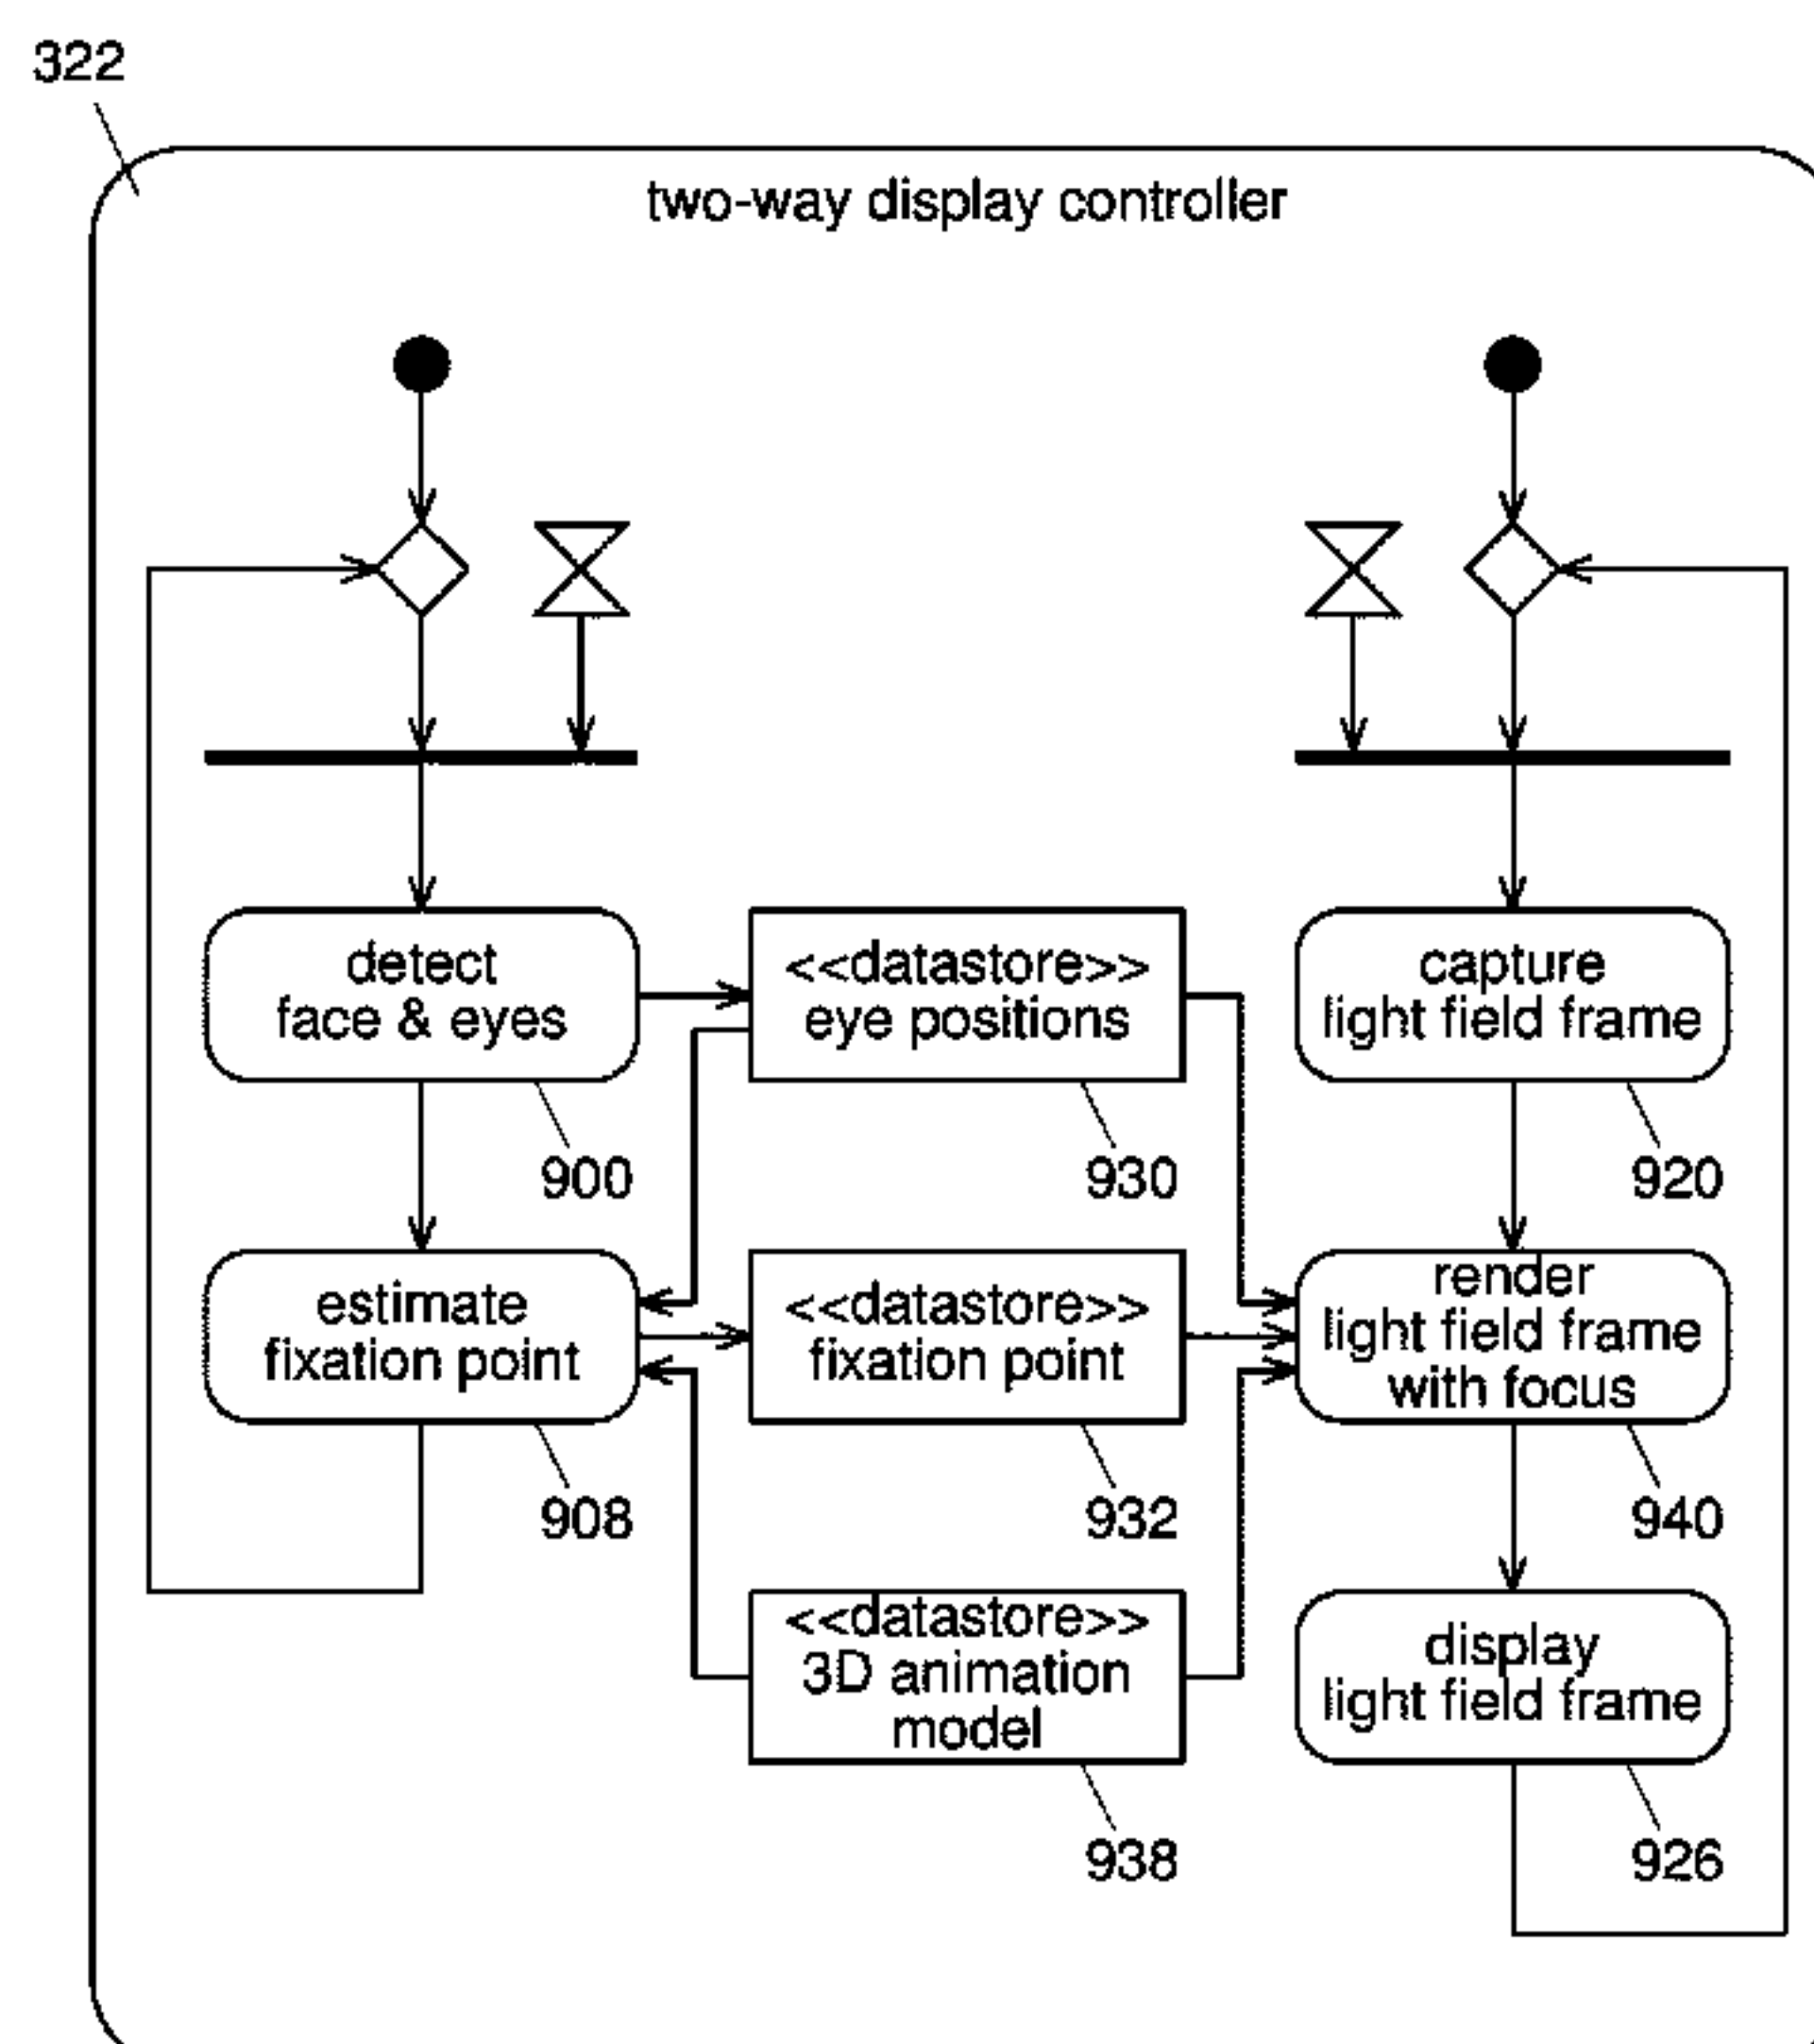 322
two-way display controller
detect
face & eyes
900
<<datastore>>
eye positions
930
capture
light field frame
920
estimate
fixation point
908
<<datastore>>
fixation point
932
render
light field frame
with focus
940
<<datastore>>
3D animation
model
938
display
light field frame
926